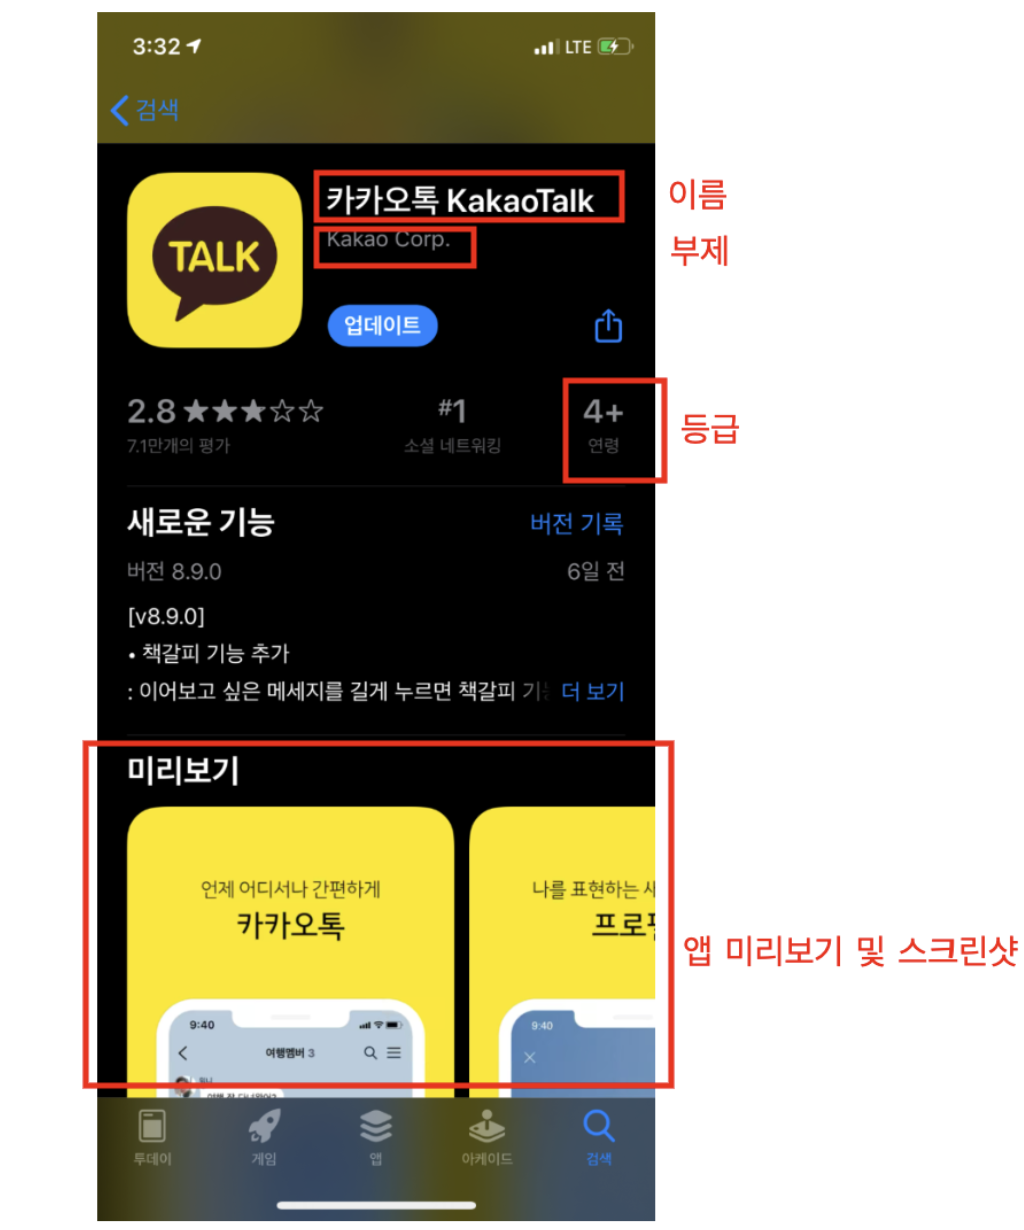 3:32
LTE
검색
TALK
카카오톡 KakaoTalk
이름
Kakao Corp.
부제
업데이트
2.8 ★★★☆☆
#1
4+
등급
7.1만개의 평가
소셜 네트워킹
연령
새로운 기능
버전 기록
버전 8.9.0
6일 전
[v8.9.0]
• 책갈피 기능 추가
: 이어보고 싶은 메세지를 길게 누르면 책갈피 기
더 보기
미리보기
언제 어디서나 간편하게
카카오톡
나를 표현하는
프로
앱 미리보기 및 스크린샷
9:40
여행멤버 3
9:40
투데이
게임
앱
아케이드
검색